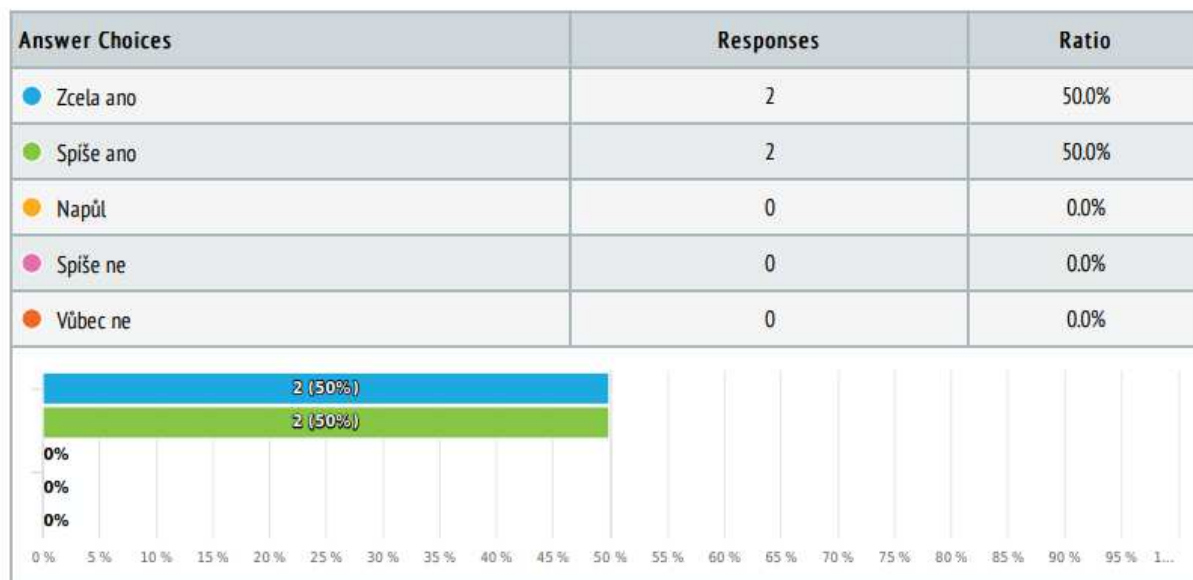 Answer Choices Responses Ratio
Zcela ano 2 50.0%
Spíše ano 2 50.0%
Napůl 0 0.0%
Spíše ne 0 0.0%
Vůbec ne 0 0.0%
2 (50%)
2 (50%)
0%
0%
0%
0 % 5 % 10 % 15 % 20 % 25 % 30 % 35 % 40 % 45 % 50 % 55 % 60 % 65 % 70 % 75 % 80 % 85 % 90 % 95 % 1...